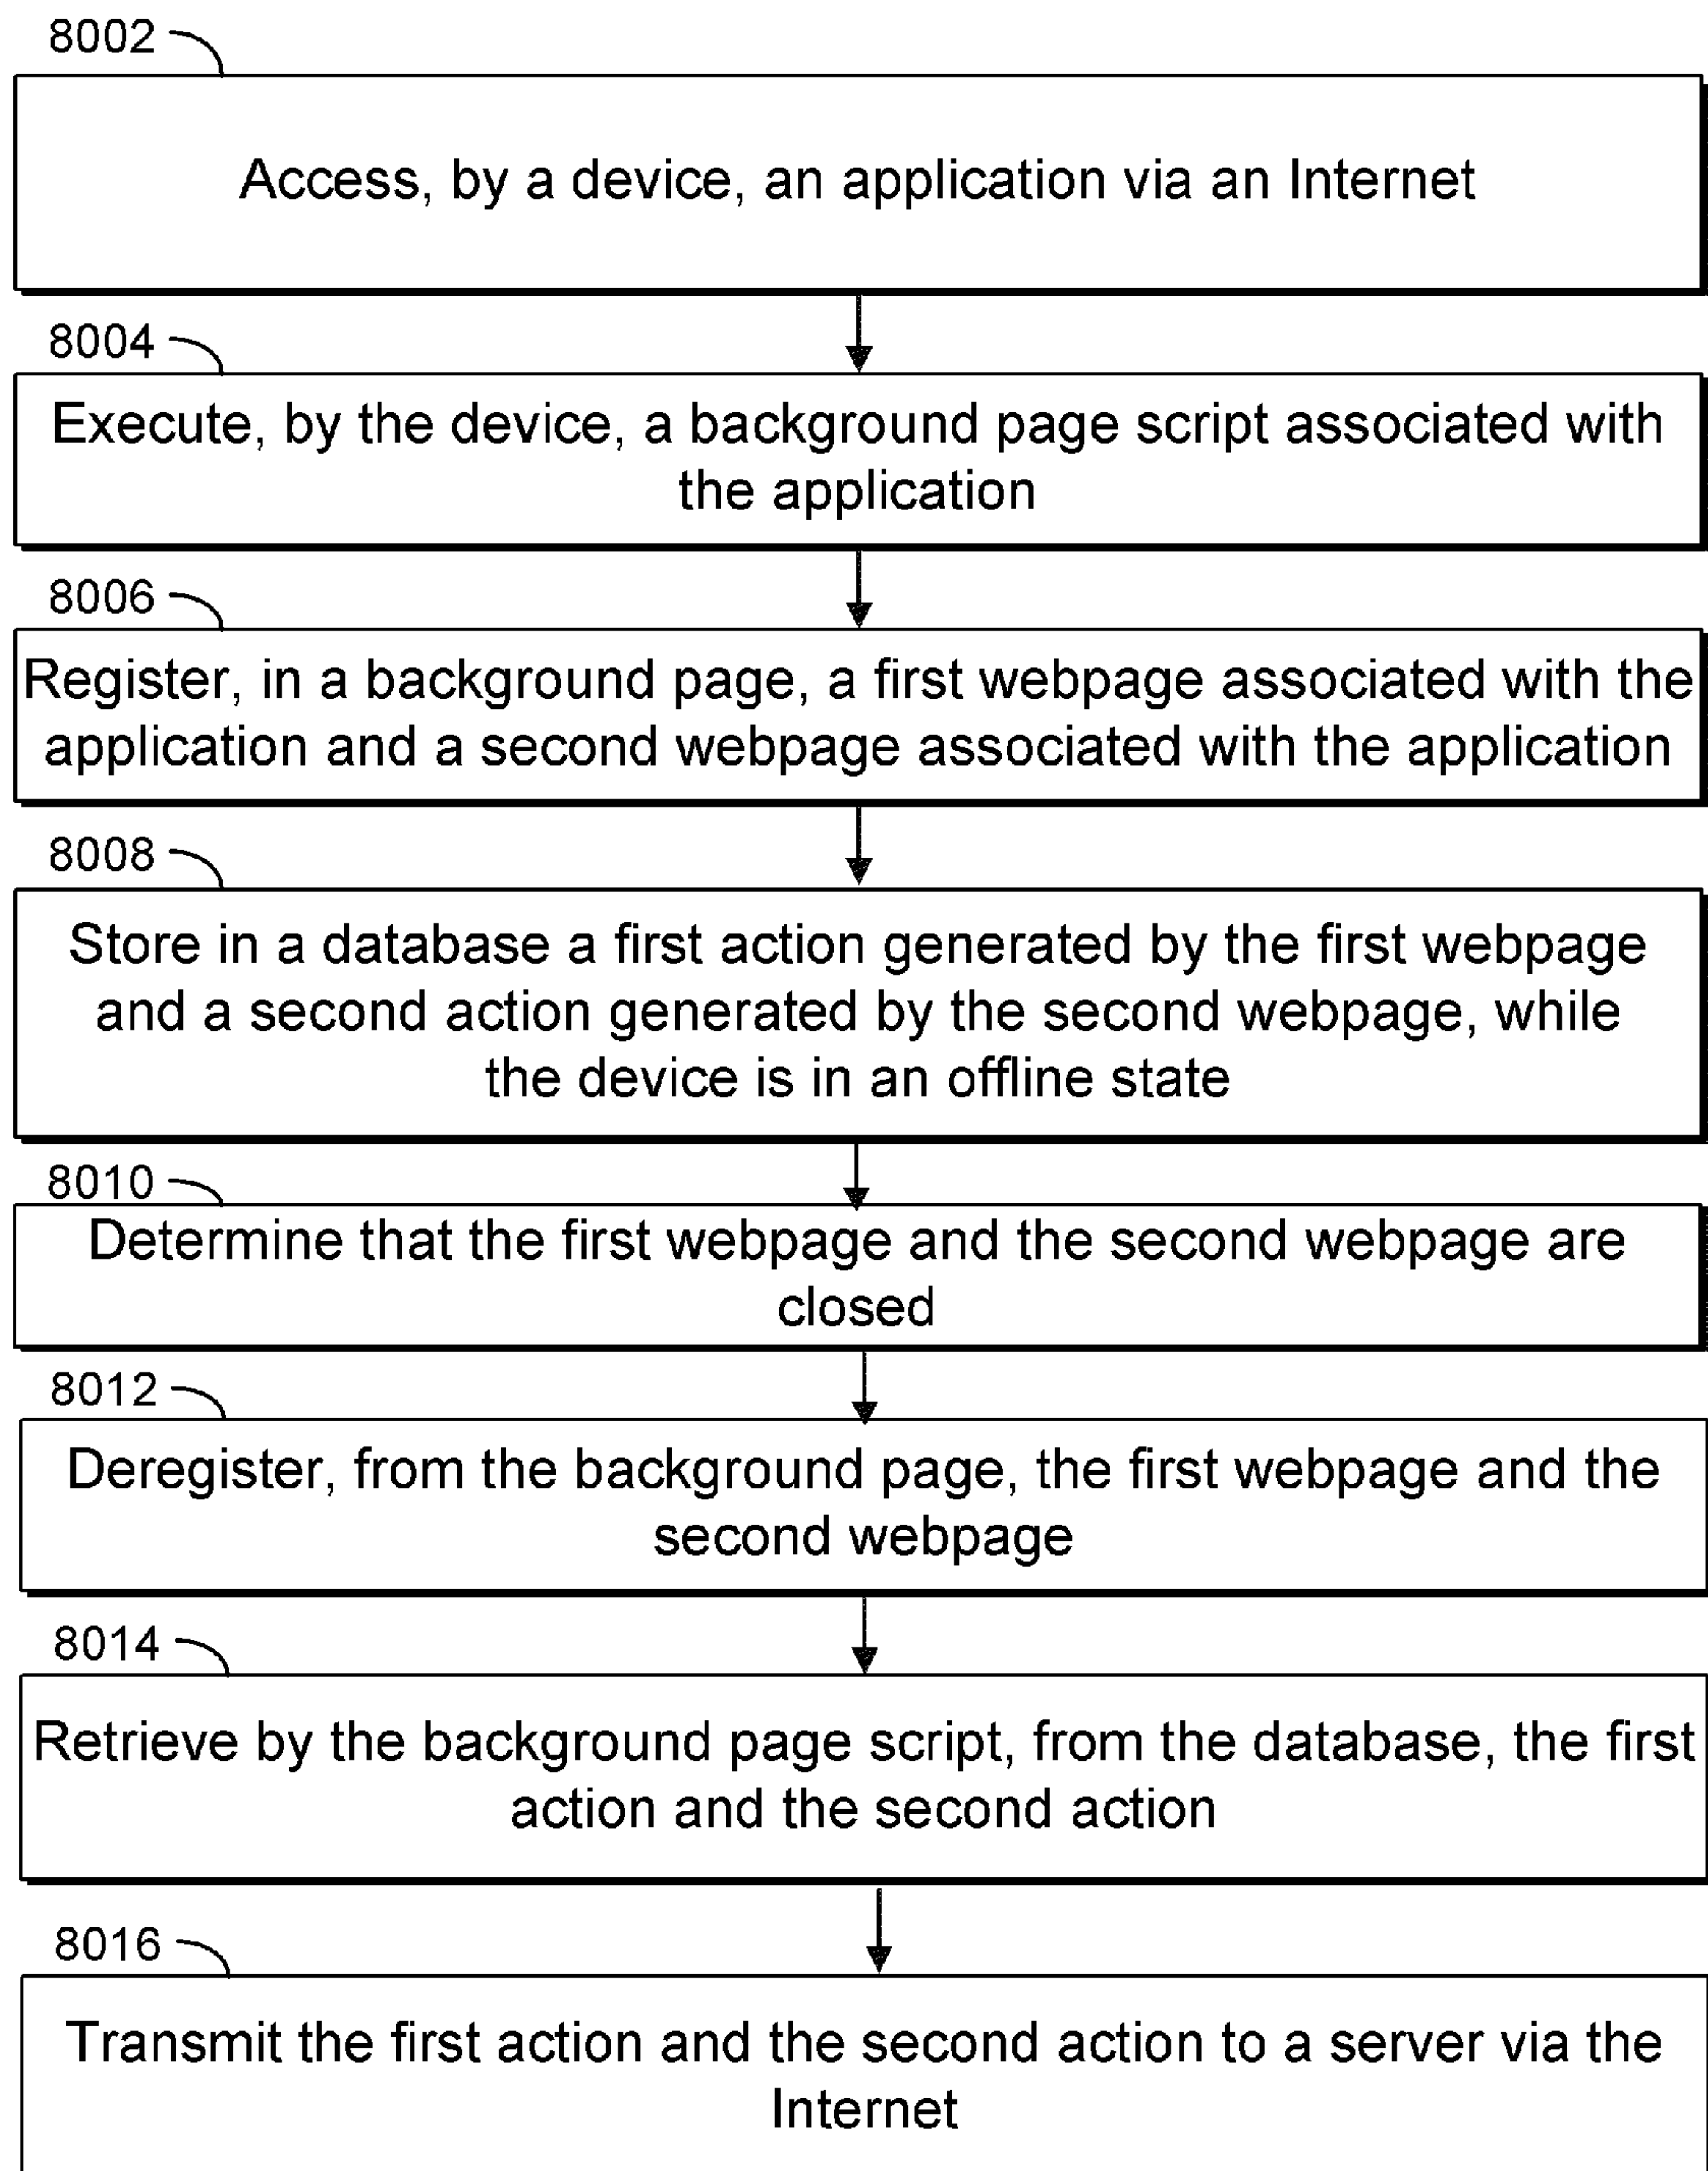 8002
Access, by a device, an application via an Internet
8004
Execute, by the device, a background page script associated with
the application
8006
Register, in a background page, a first webpage associated with the
application and a second webpage associated with the application
8008
Store in a database a first action generated by the first webpage
and a second action generated by the second webpage, while
the device is in an offline state
8010
Determine that the first webpage and the second webpage are
closed
8012
Deregister, from the background page, the first webpage and the
second webpage
8014
Retrieve by the background page script, from the database, the first
action and the second action
8016
Transmit the first action and the second action to a server via the
Internet